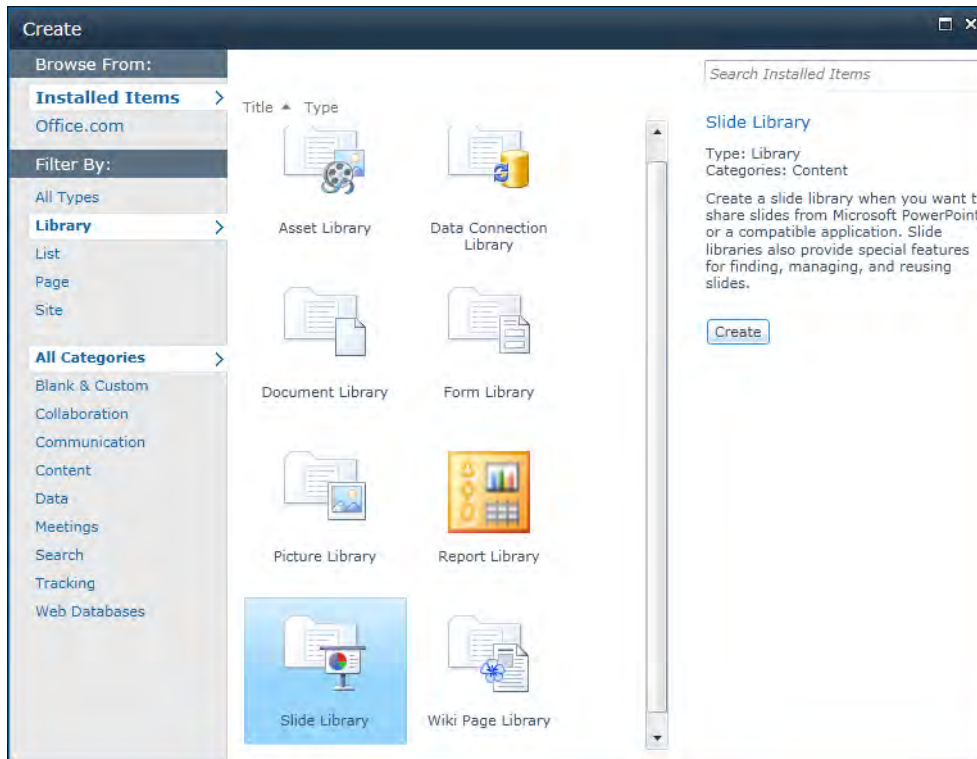 Create
Browse From:
Installed Items
Office.com
Filter By:
All Types
Library
List
Page
Site
All Categories
Blank & Custom
Collaboration
Communication
Content
Data
Meetings
Search
Tracking
Web Databases
Title Type
Asset Library
Data Connection
Library
Document Library
Form Library
Picture Library
Report Library
Slide Library
Wiki Page Library
Search Installed Items
Slide Library
Type: Library
Categories: Content
Create a slide library when you want t
share slides from Microsoft PowerPoint
or a compatible application. Slide
libraries also provide special features
for finding, managing, and reusing
slides.
Create